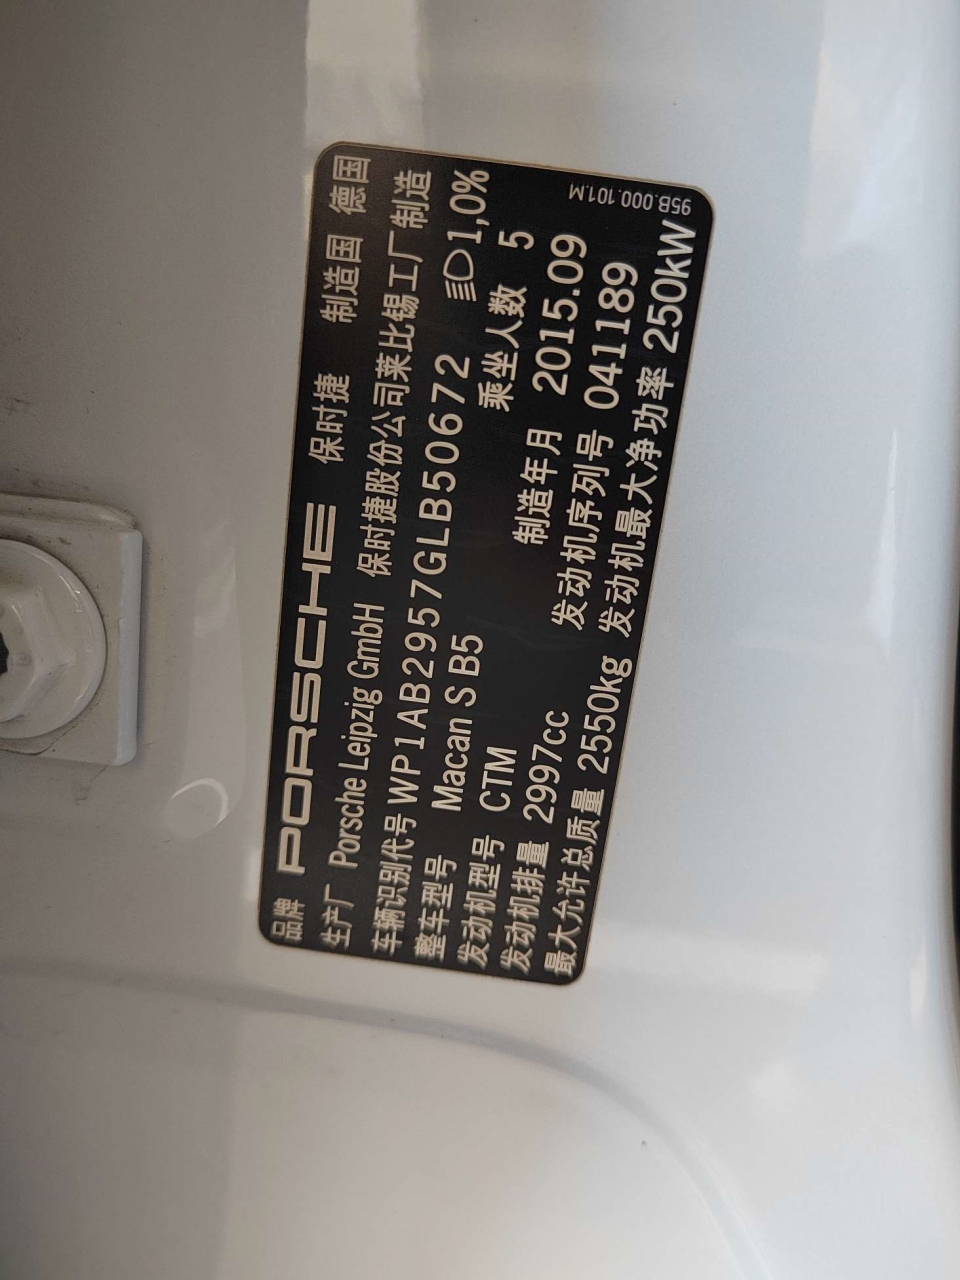 品牌 PORSCHE 保时捷 制造国 德国
生产厂 Porsche Leipzig GmbH 保时捷股份公司莱比锡工厂制造
车辆识别代号 WP1AB2957GLB50672 1,0%
整车型号 Macan S B5 乘坐人数 5
发动机型号 CTM 制造年月 2015.09
发动机排量 2997cc 发动机序列号 041189
最大允许总质量 2550kg 发动机最大净功率 250kW
95B.000.101.M